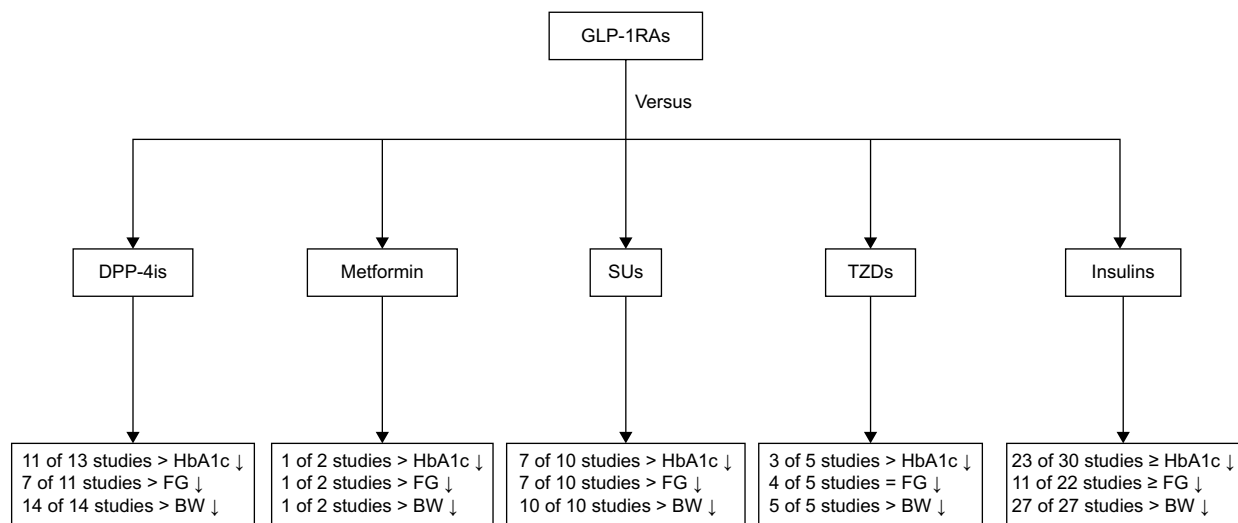 GLP-1RAs
Versus
DPP-4is
Metformin
SUs
TZDs
Insulins
11 of 13 studies > HbA1c ↓
7 of 11 studies > FG ↓
14 of 14 studies > BW ↓
1 of 2 studies > HbA1c ↓
1 of 2 studies > FG ↓
1 of 2 studies > BW ↓
7 of 10 studies > HbA1c ↓
7 of 10 studies > FG ↓
10 of 10 studies > BW ↓
3 of 5 studies > HbA1c ↓
4 of 5 studies = FG ↓
5 of 5 studies > BW ↓
23 of 30 studies ≥ HbA1c ↓
11 of 22 studies ≥ FG ↓
27 of 27 studies > BW ↓